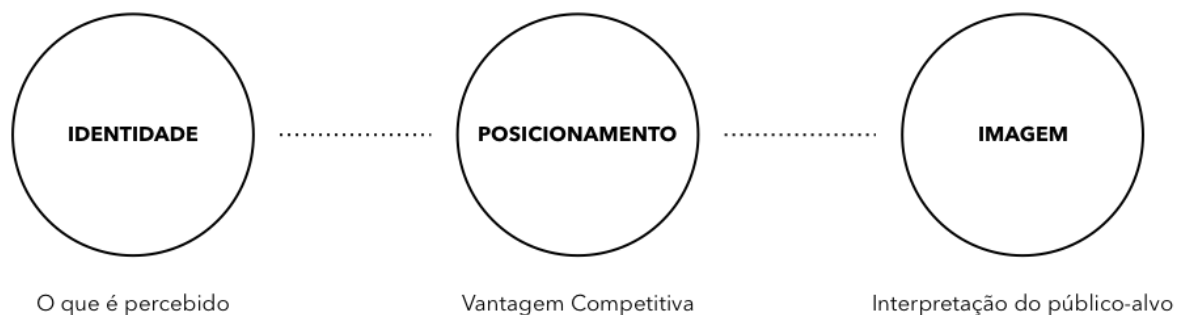 IDENTIDADE
POSICIONAMENTO
IMAGEM
O que é percebido
Vantagem Competitiva
Interpretação do público-alvo